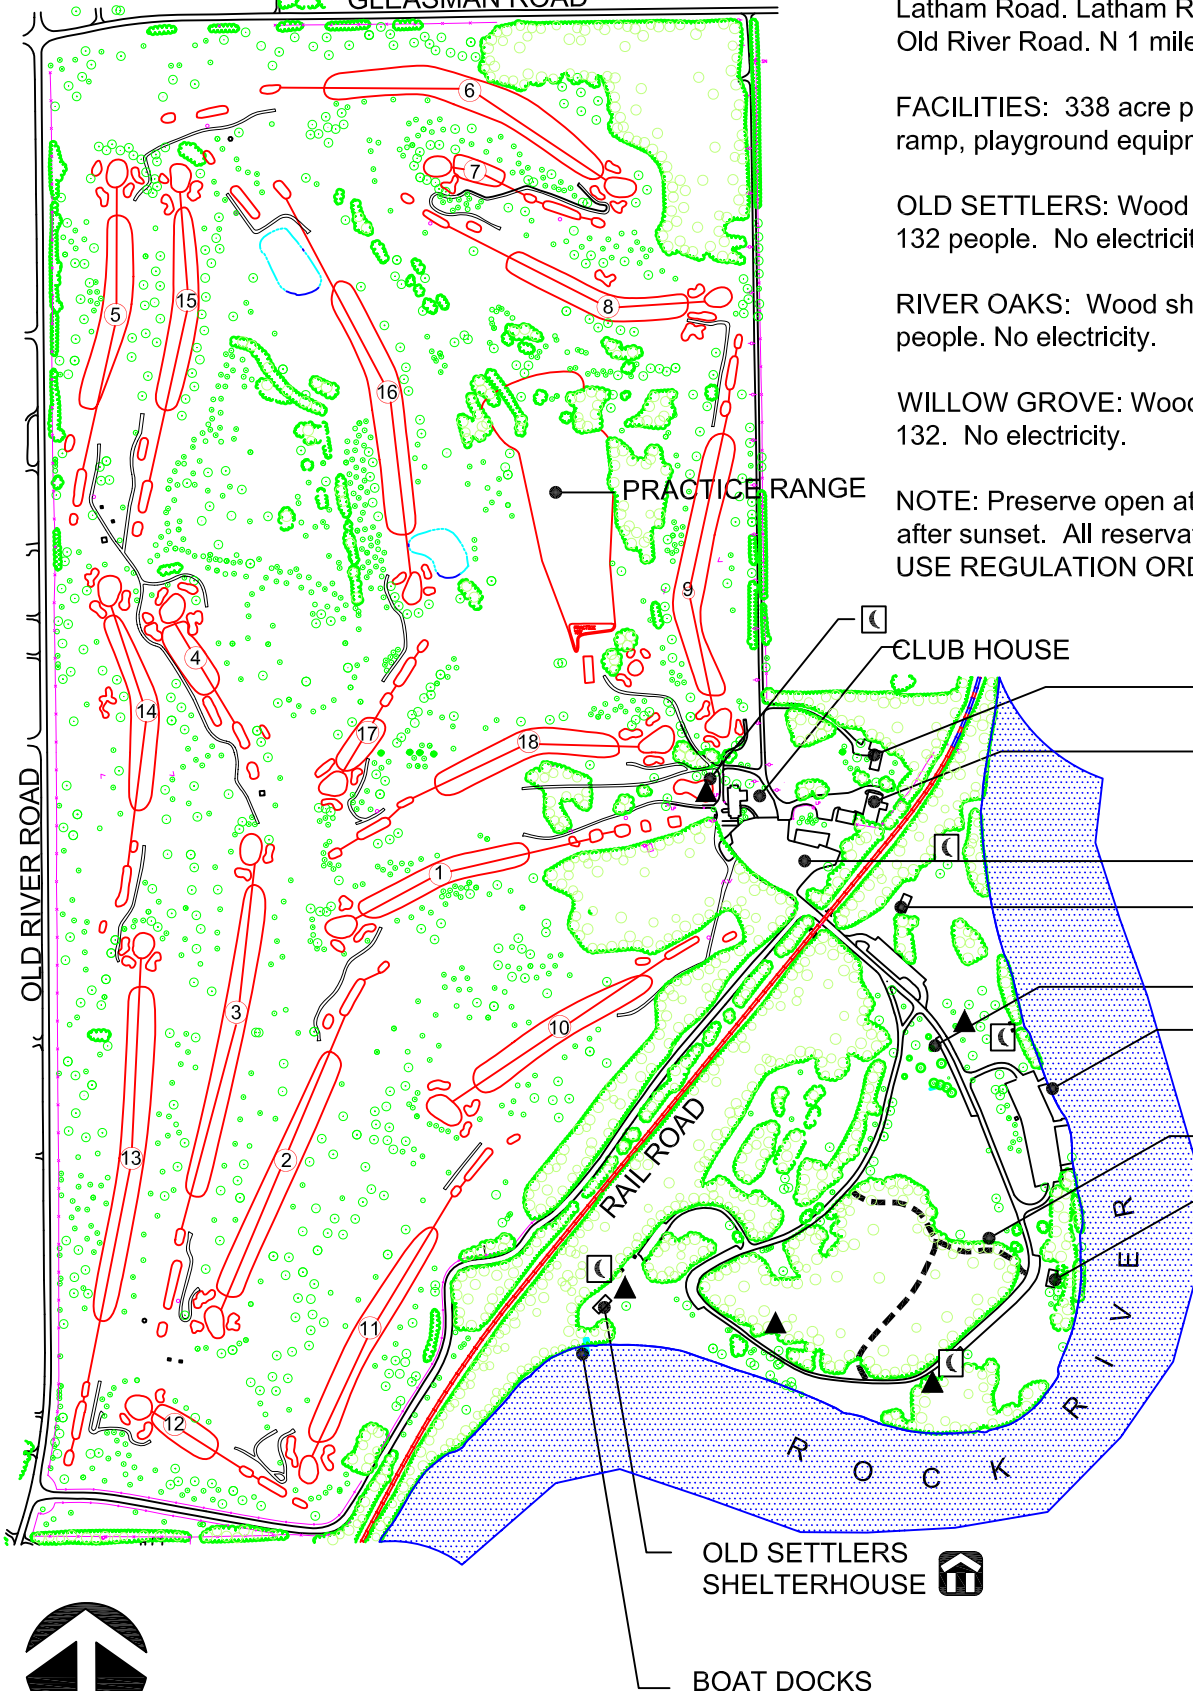 GLEASMAN ROAD
Latham Road. Latham R
Old River Road. N 1 mile
FACILITIES: 338 acre p
ramp, playground equipr
OLD SETTLERS: Wood
132 people. No electricit
RIVER OAKS: Wood sh
people. No electricity.
WILLOW GROVE: Wood
132. No electricity.
NOTE: Preserve open at
after sunset. All reserva
USE REGULATION ORD
6
7
5
15
8
16
PRACTICE RANGE
9
CLUB HOUSE
4
14
17
18
OLD RIVER ROAD
1
3
10
2
13
RAIL ROAD
11
12
ROCK RIVER
OLD SETTLERS
SHELTERHOUSE
BOAT DOCKS